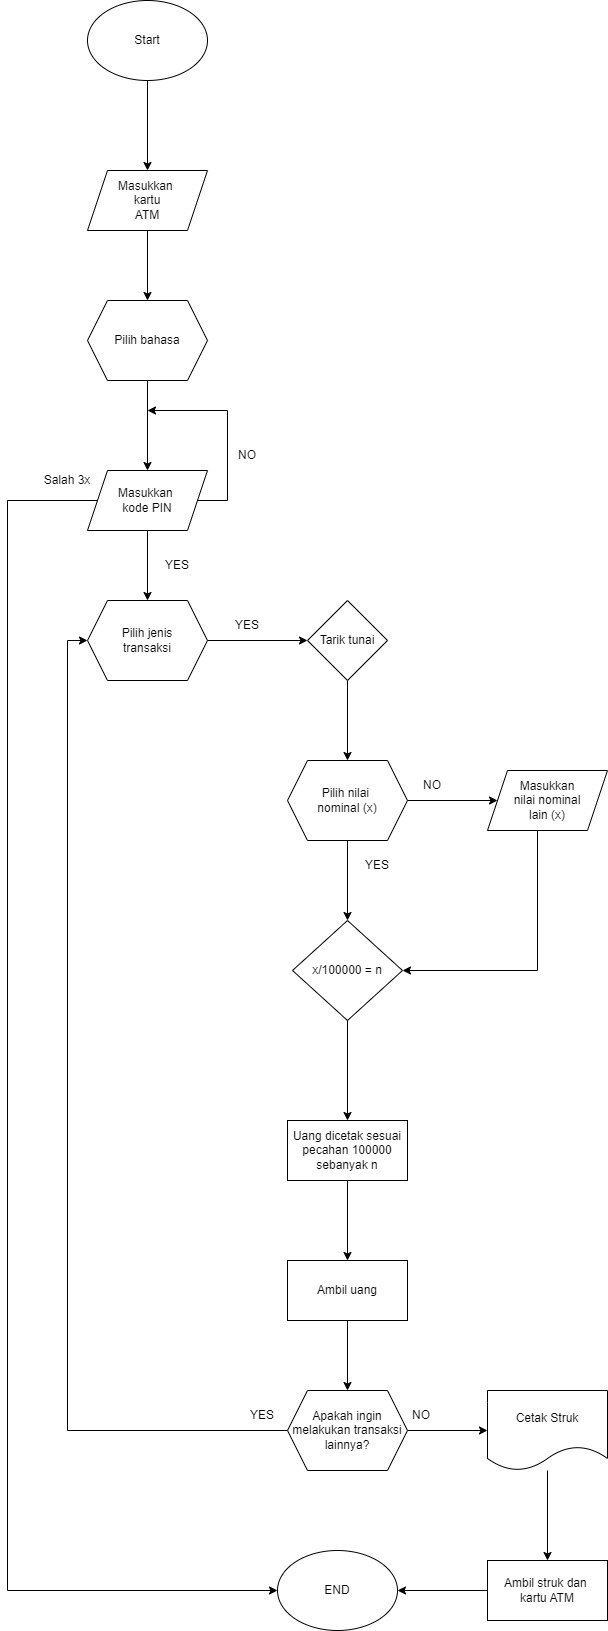 Start
Masukkan
kartu
ATM
Pilih bahasa
NO
Salah 3x
Masukkan
kode PIN
YES
Pilih jenis
transaksi
YES
Tarik tunai
Pilih nilai
nominal (x)
NO
Masukkan
nilai nominal
lain (x)
YES
x/100000 = n
Uang dicetak sesuai
pecahan 100000
sebanyak n
Ambil uang
YES
Apakah ingin
melakukan transaksi
lainnya?
NO
Cetak Struk
Ambil struk dan
kartu ATM
END